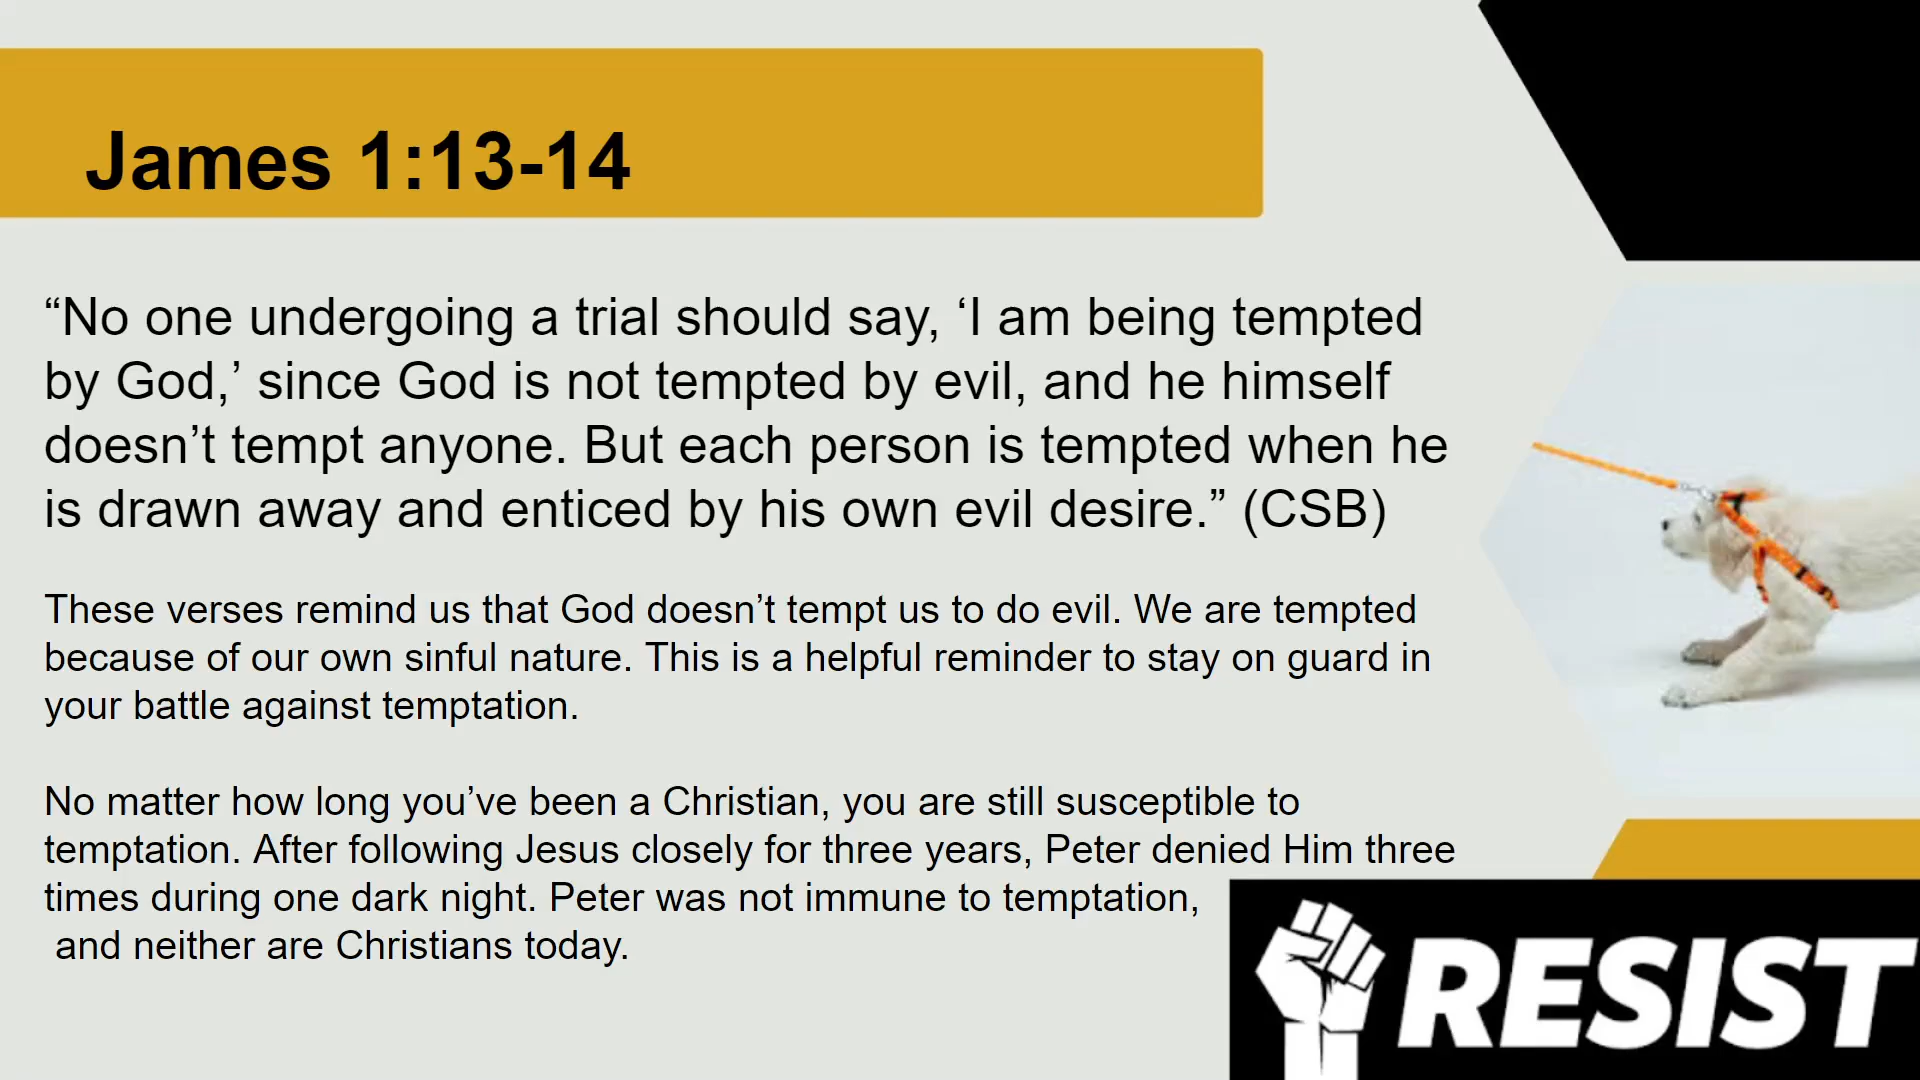 James 1:13-14
“No one undergoing a trial should say, ‘I am being tempted
by God,’ since God is not tempted by evil, and he himself
doesn’t tempt anyone. But each person is tempted when he
is drawn away and enticed by his own evil desire.” (CSB)
These verses remind us that God doesn’t tempt us to do evil. We are tempted
because of our own sinful nature. This is a helpful reminder to stay on guard in
your battle against temptation.
No matter how long you’ve been a Christian, you are still susceptible to
temptation. After following Jesus closely for three years, Peter denied Him three
times during one dark night. Peter was not immune to temptation,
and neither are Christians today.
RESIST